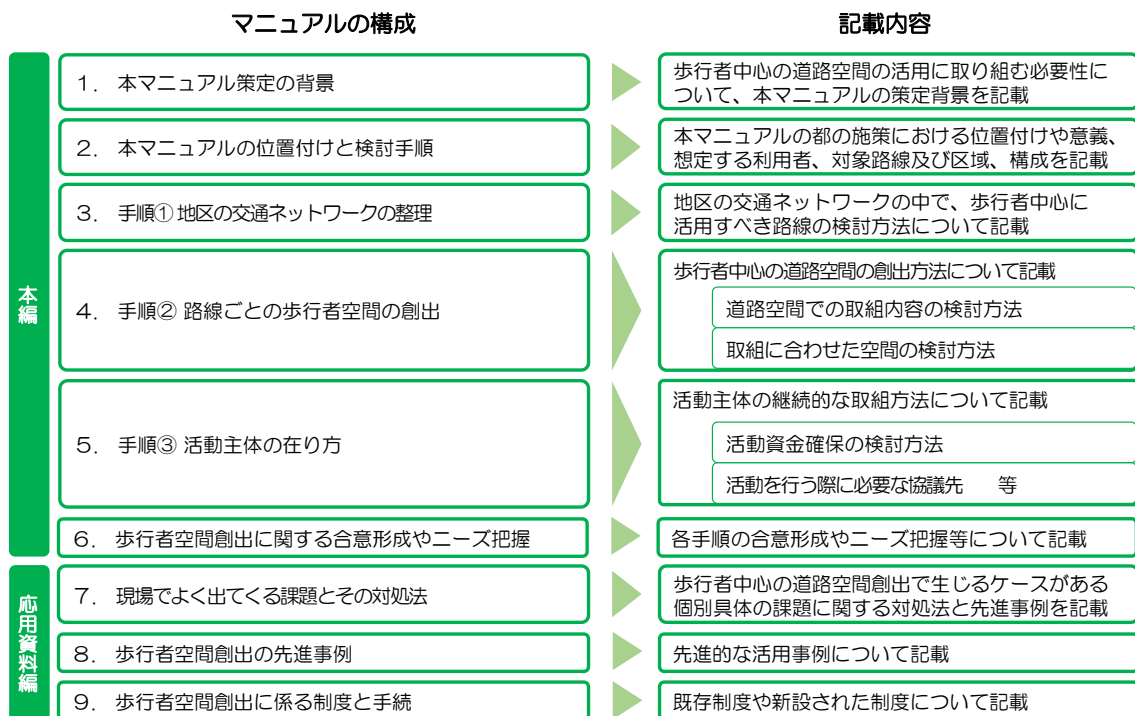 マニュアルの構成
記載内容
本編
1. 本マニュアル策定の背景
歩行者中心の道路空間の活用に取り組む必要性に
ついて、本マニュアルの策定背景を記載
2. 本マニュアルの位置付けと検討手順
本マニュアルの都の施策における位置付けや意義、
想定する利用者、対象路線及び区域、構成を記載
3. 手順① 地区の交通ネットワークの整理
地区の交通ネットワークの中で、歩行者中心に
活用すべき路線の検討方法について記載
4. 手順② 路線ごとの歩行者空間の創出
歩行者中心の道路空間の創出方法について記載
道路空間での取組内容の検討方法
取組に合わせた空間の検討方法
5. 手順③ 活動主体の在り方
活動主体の継続的な取組方法について記載
活動資金確保の検討方法
活動を行う際に必要な協議先 等
6. 歩行者空間創出に関する合意形成やニーズ把握
各手順の合意形成やニーズ把握等について記載
応用資料編
7. 現場でよく出てくる課題とその対処法
歩行者中心の道路空間創出で生じるケースがある
個別具体の課題に関する対処法と先進事例を記載
8. 歩行者空間創出の先進事例
先進的な活用事例について記載
9. 歩行者空間創出に係る制度と手続
既存制度や新設された制度について記載